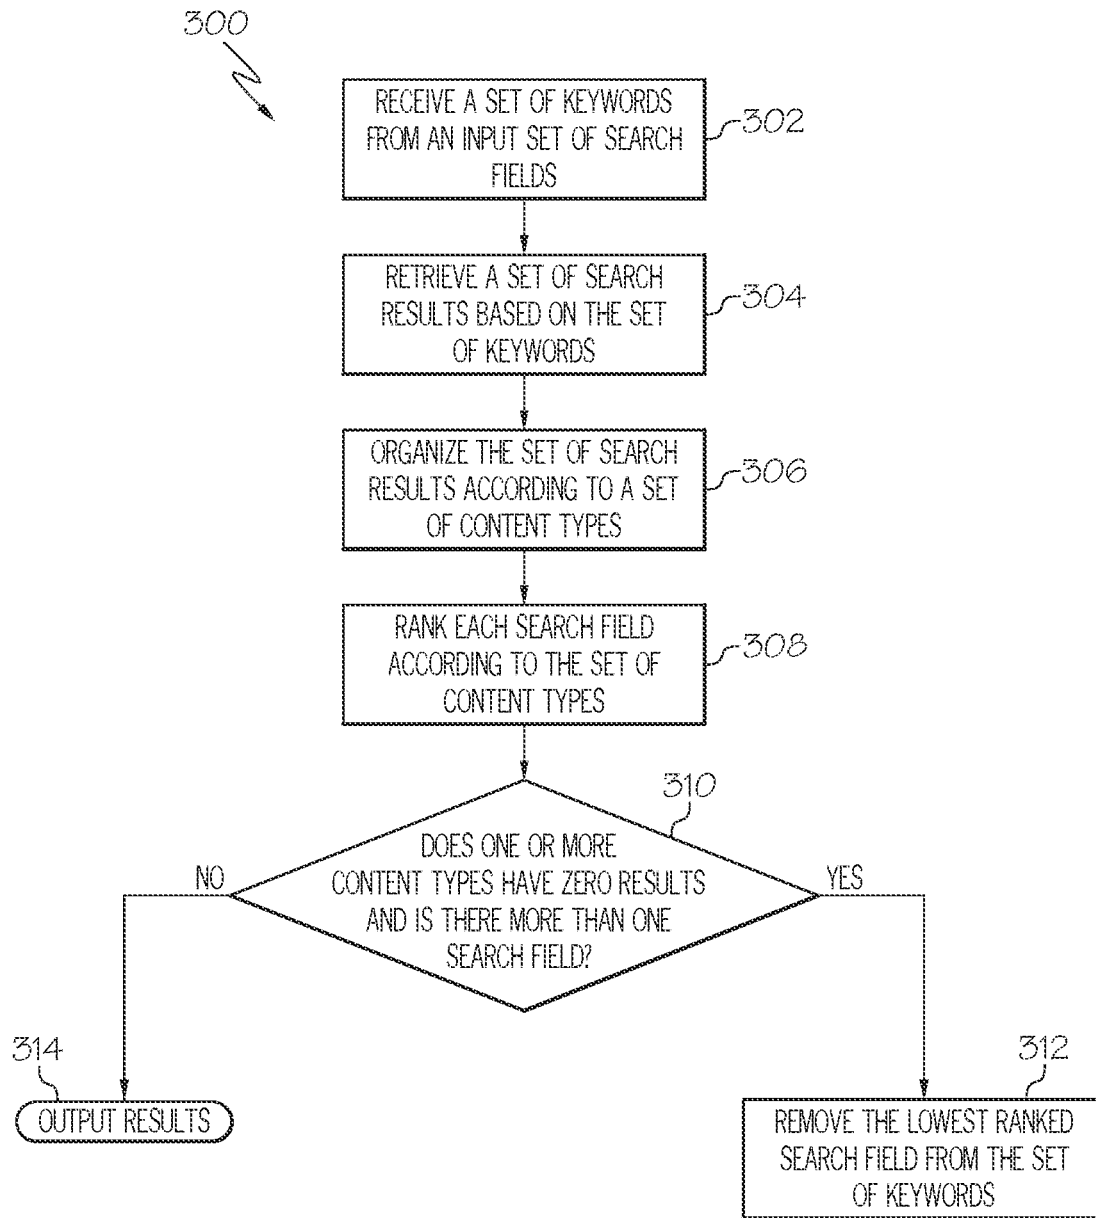 300
RECEIVE A SET OF KEYWORDS
FROM AN INPUT SET OF SEARCH
FIELDS
302
RETRIEVE A SET OF SEARCH
RESULTS BASED ON THE SET
OF KEYWORDS
304
ORGANIZE THE SET OF SEARCH
RESULTS ACCORDING TO A SET
OF CONTENT TYPES
306
RANK EACH SEARCH FIELD
ACCORDING TO THE SET OF
CONTENT TYPES
308
310
DOES ONE OR MORE
CONTENT TYPES HAVE ZERO RESULTS
AND IS THERE MORE THAN ONE
SEARCH FIELD?
NO
YES
314
OUTPUT RESULTS
312
REMOVE THE LOWEST RANKED
SEARCH FIELD FROM THE SET
OF KEYWORDS